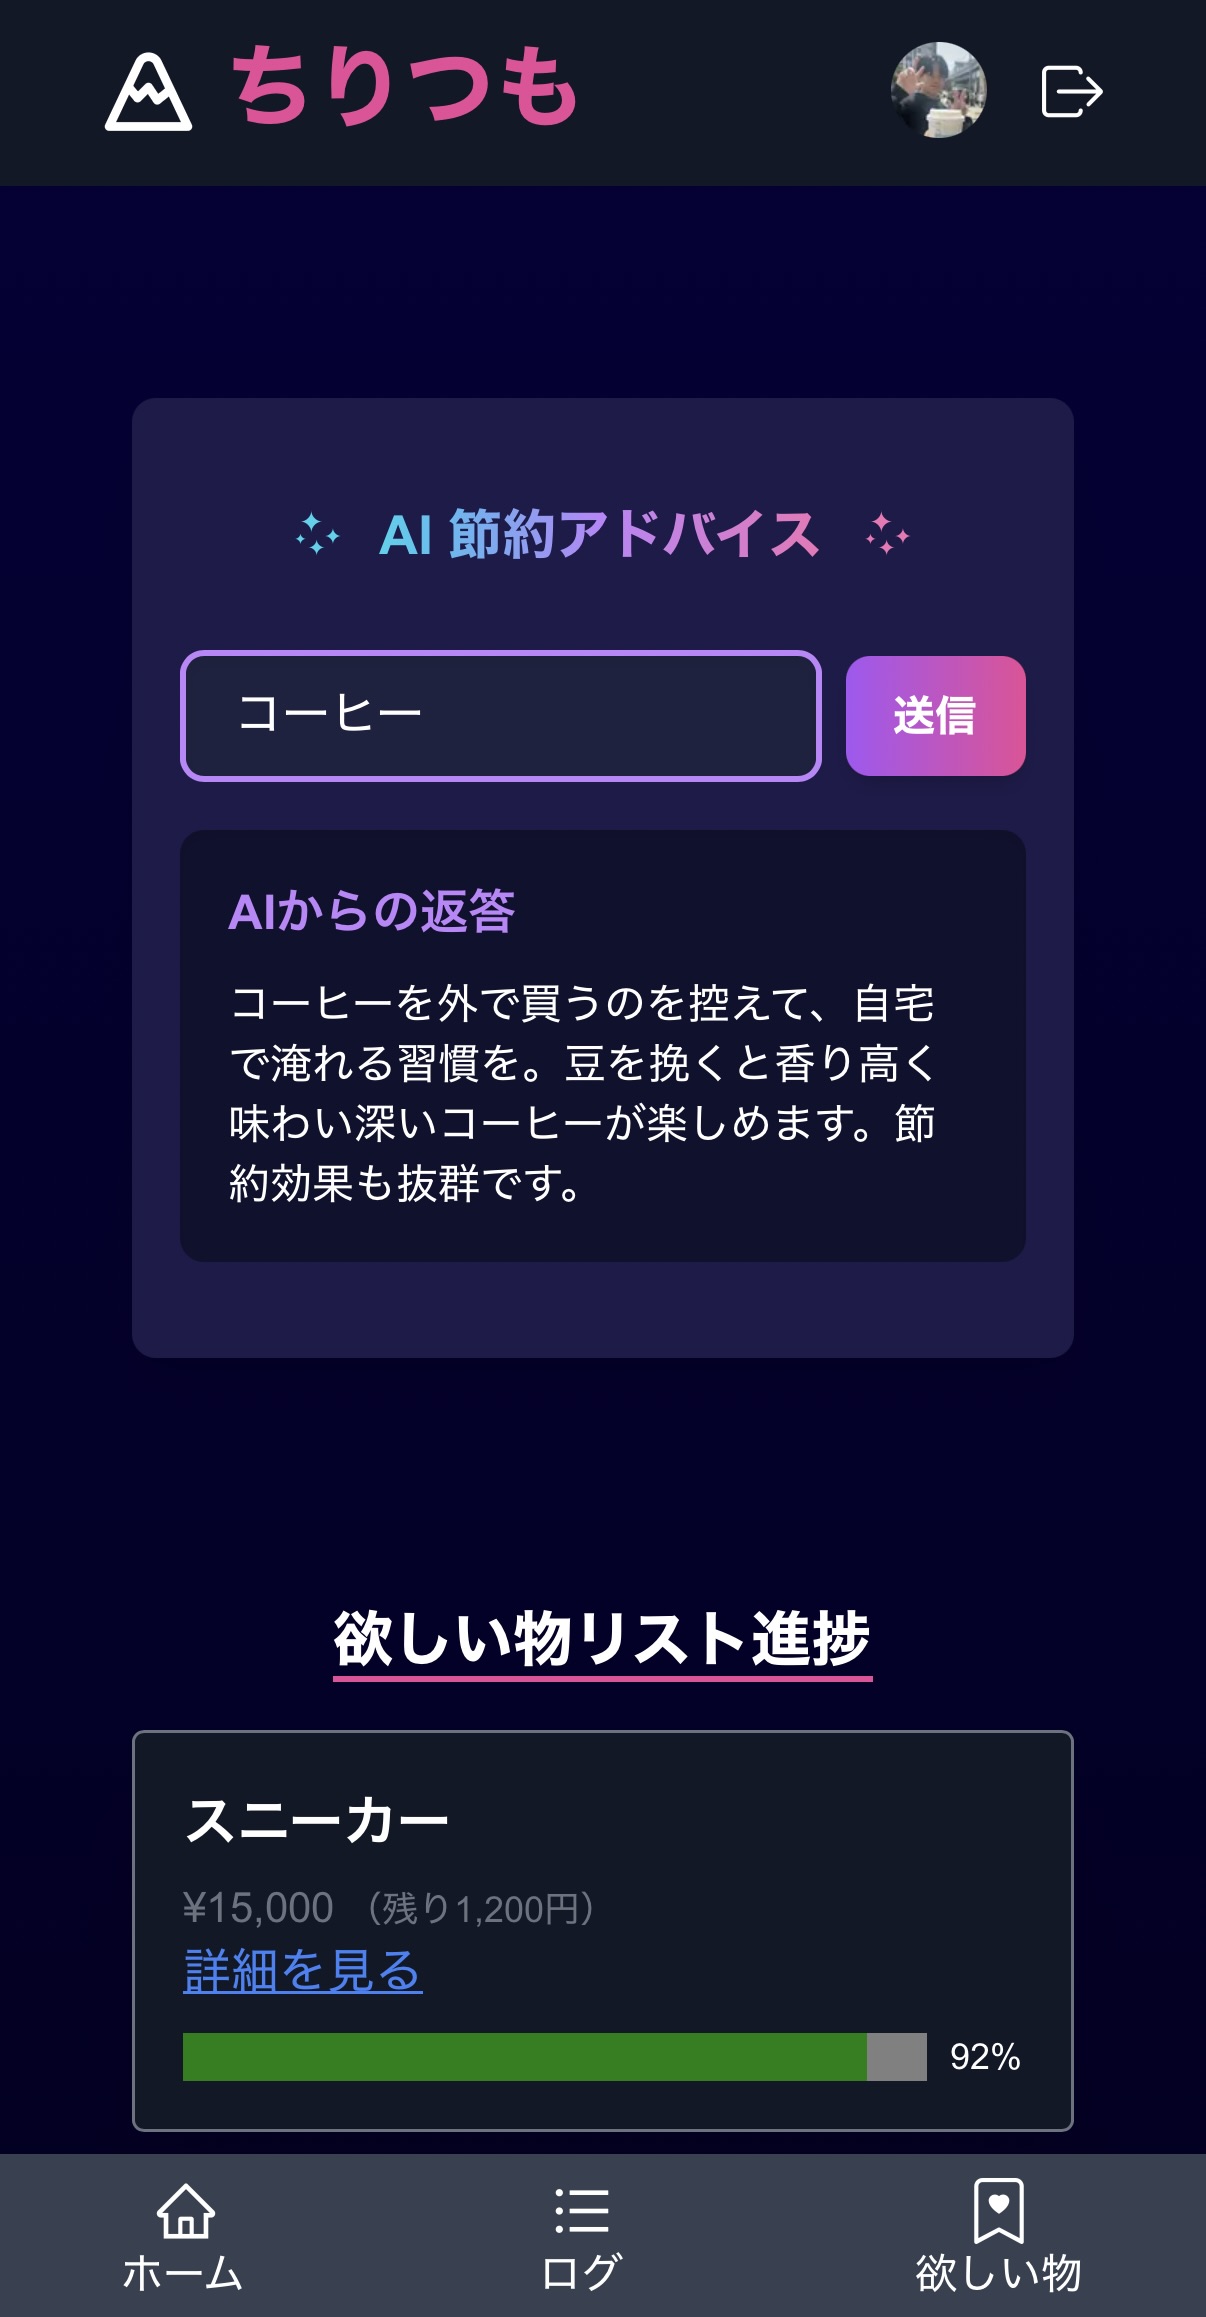 ちりつも
AI 節約アドバイス
コーヒー
送信
AIからの返答
コーヒーを外で買うのを控えて、自宅
で淹れる習慣を。豆を挽くと香り高く
味わい深いコーヒーが楽しめます。節
約効果も抜群です。
欲しい物リスト進捗
スニーカー
¥15,000 （残り1,200円）
詳細を見る
92%
ホーム
ログ
欲しい物